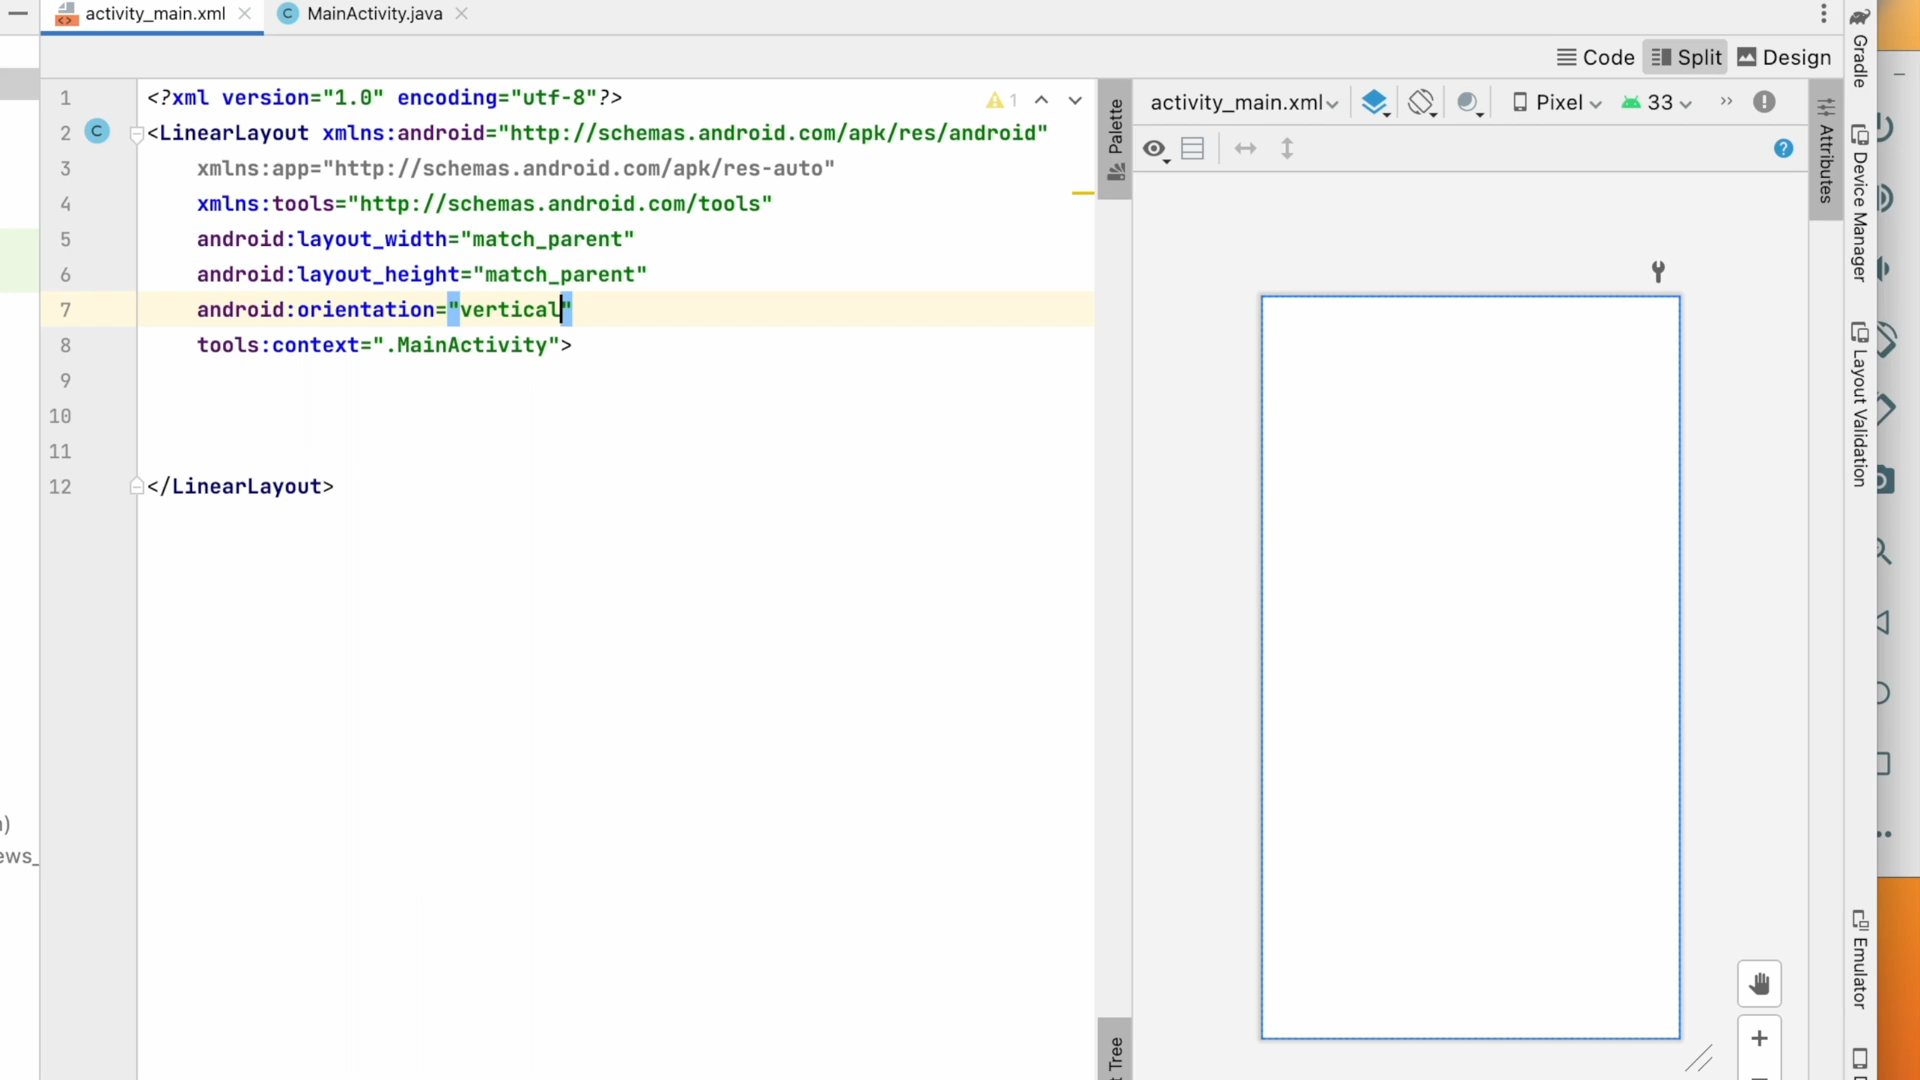 activity_main.xml
MainActivity.java
Code
Split
Design
1 <?xml version="1.0" encoding="utf-8"?>
2 <LinearLayout xmlns:android="http://schemas.android.com/apk/res/android"
3 xmlns:app="http://schemas.android.com/apk/res-auto"
4 xmlns:tools="http://schemas.android.com/tools"
5 android:layout_width="match_parent"
6 android:layout_height="match_parent"
7 android:orientation="vertical"
8 tools:context=".MainActivity">
9
10
11
12 </LinearLayout>
C
C
1
Palette
activity_main.xml
Pixel
33
Attributes
Gradle
Device Manager
Layout Validation
Emulator
Tree
ews_